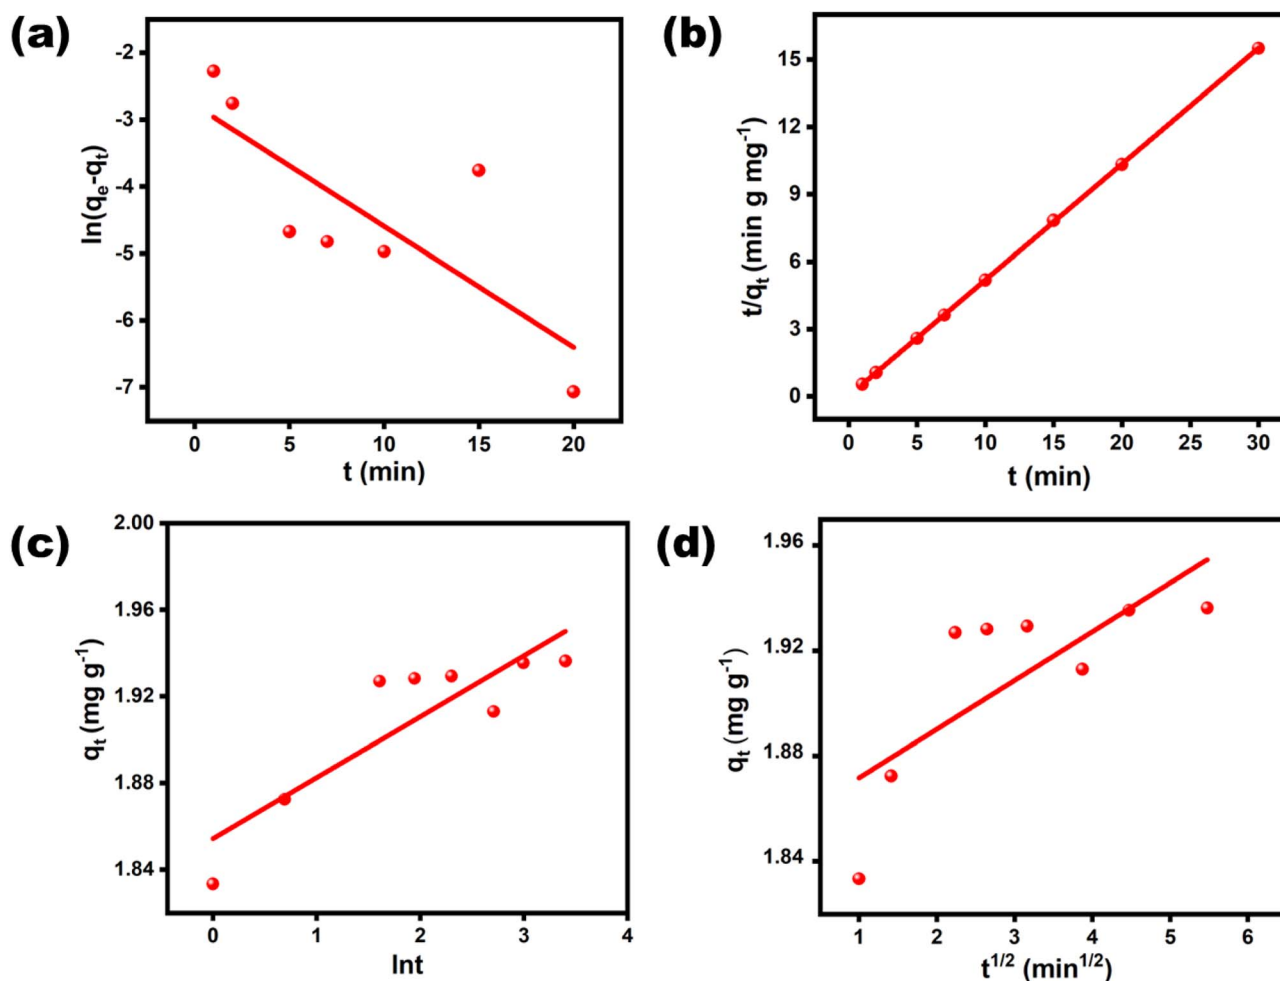 (a)
-2
-3
-4
-5
-6
-7
ln(qe-qt)
0 5 10 15 20
t (min)
(b)
15
12
9
6
3
0
t/qt (min g mg-1)
0 5 10 15 20 25 30
t (min)
(c)
2.00
1.96
1.92
1.88
1.84
qt (mg g-1)
0 1 2 3 4
lnt
(d)
1.96
1.92
1.88
1.84
qt (mg g-1)
1 2 3 4 5 6
t1/2 (min1/2)